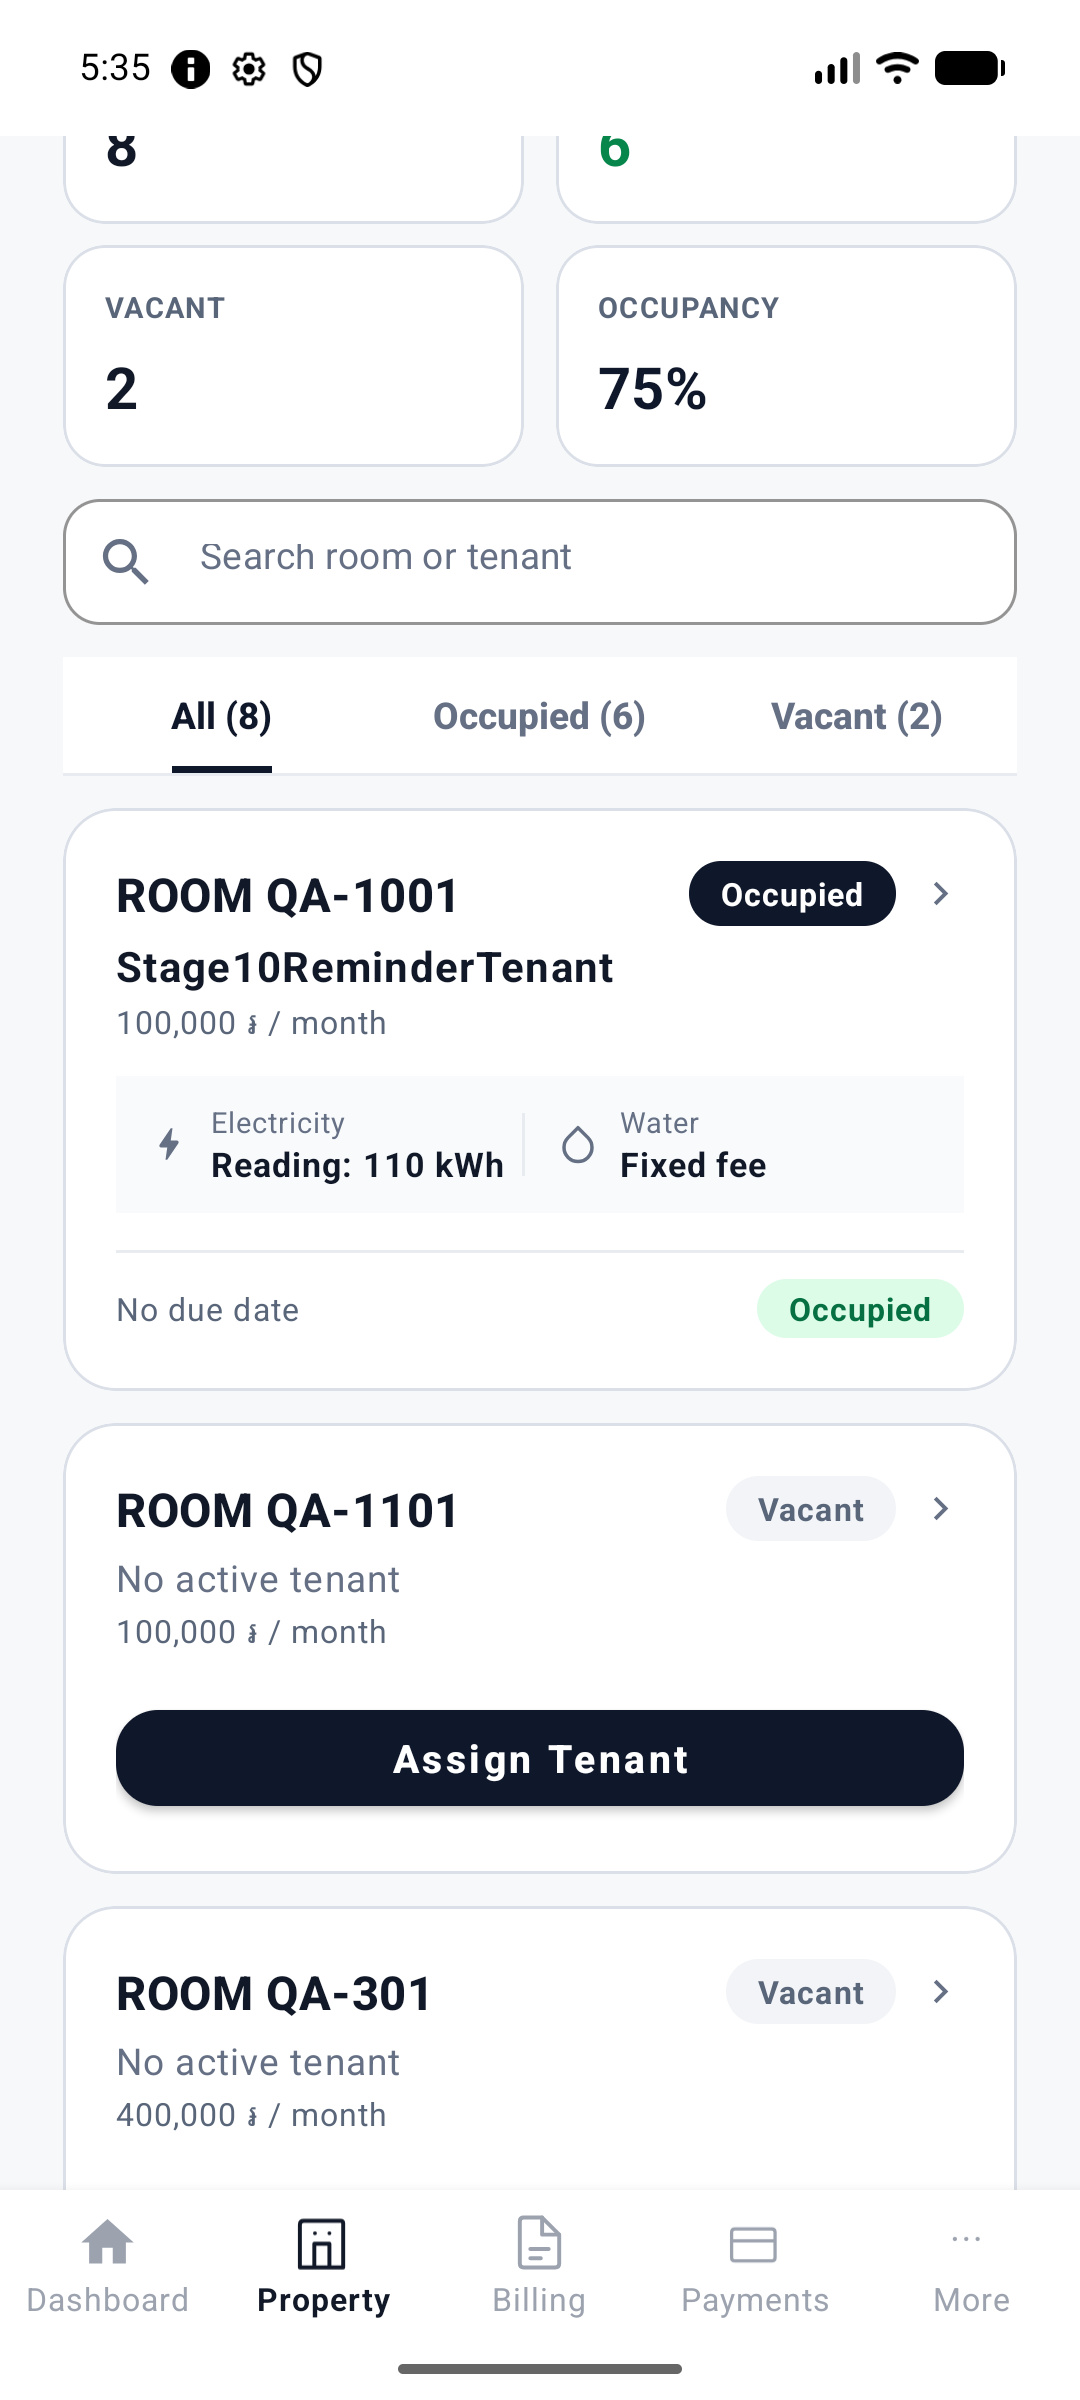 5:35
8
6
VACANT
2
OCCUPANCY
75%
Search room or tenant
All (8)
Occupied (6)
Vacant (2)
ROOM QA-1001
Occupied
Stage10ReminderTenant
100,000 ៛ / month
Electricity
Reading: 110 kWh
Water
Fixed fee
No due date
Occupied
ROOM QA-1101
Vacant
No active tenant
100,000 ៛ / month
Assign Tenant
ROOM QA-301
Vacant
No active tenant
400,000 ៛ / month
Dashboard
Property
Billing
Payments
More